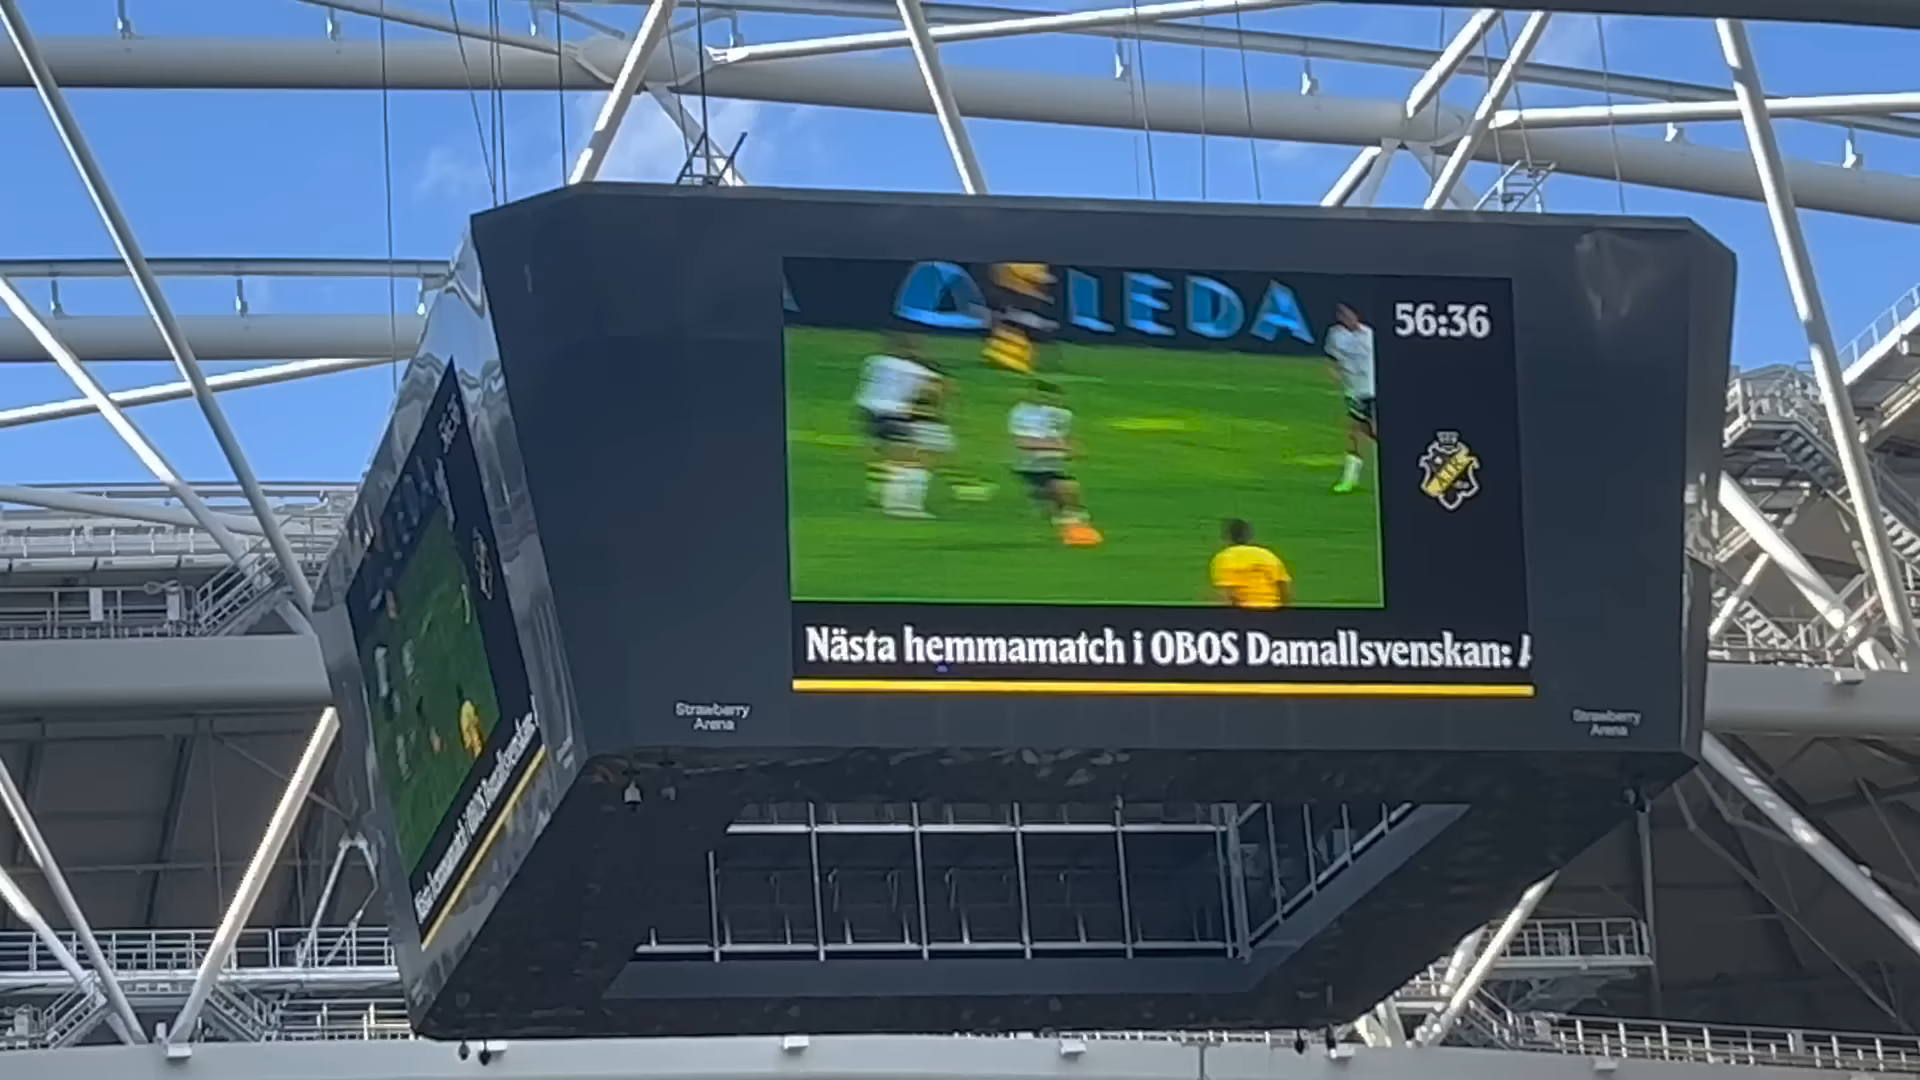 LEDA
56:36
Nästa hemmamatch i OBOS Damallsvenskan:
Strawberry
Arena
Strawberry
Arena